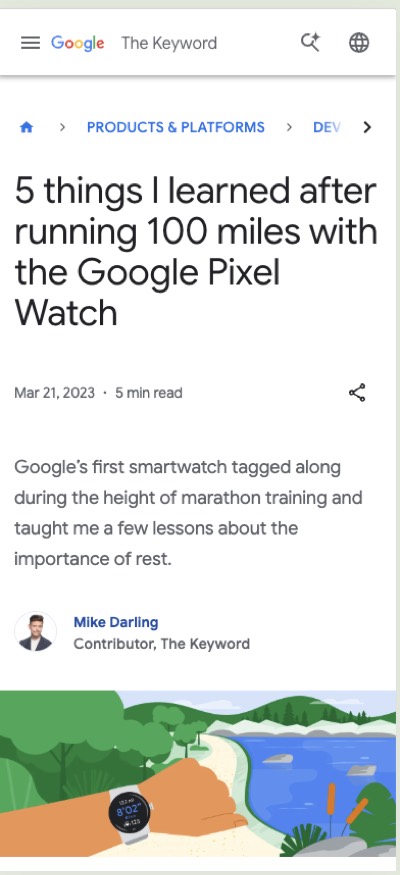 Google The Keyword
PRODUCTS & PLATFORMS DEV
5 things I learned after
running 100 miles with
the Google Pixel
Watch
Mar 21, 2023 · 5 min read
Google's first smartwatch tagged along
during the height of marathon training and
taught me a few lessons about the
importance of rest.
Mike Darling
Contributor, The Keyword
8'02"